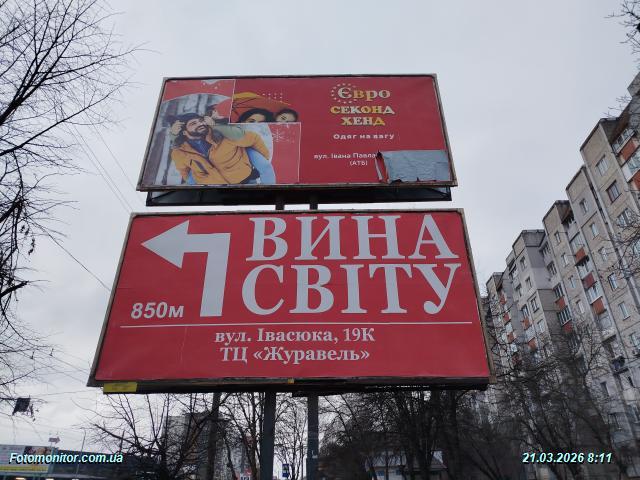 Євро
СЕКОНД
ХЕНД
Одяг на вагу
вул. Івана
(АТБ)
ВИНА
СВІТУ
850м
вул. Івасюка, 19К
ТЦ «Журавель»
Fotomonitor.com.ua
21.03.2026 8:11